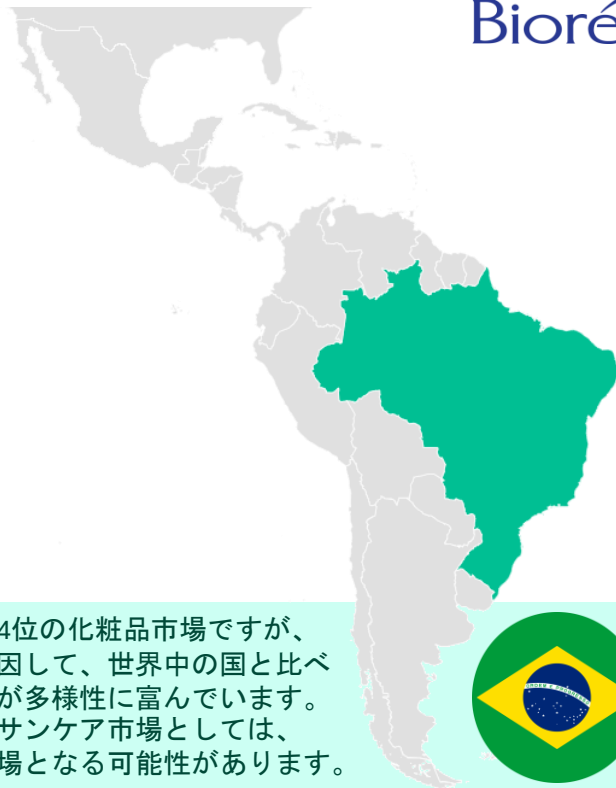 Bioré
4位の化粧品市場ですが、
因して、世界中の国と比べ
が多様性に富んでいます。
サンケア市場としては、
場となる可能性があります。
ORDEM E PROGRESSO